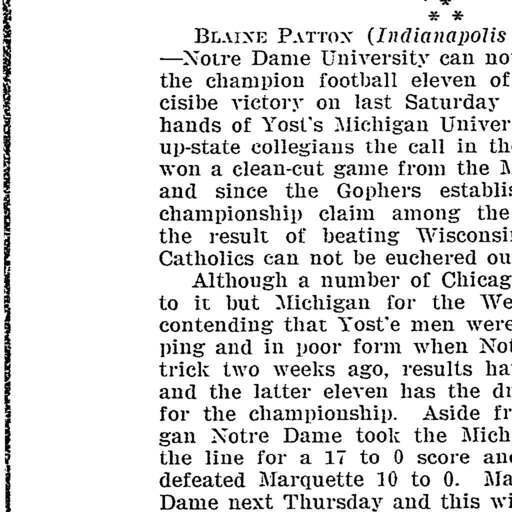 * * *
BLAINE PATTON (Indianapolis
—Notre Dame University can no
the champion football eleven of
cisibe victory on last Saturday
hands of Yost's Michigan Univer
up-state collegians the call in th
won a clean-cut game from the M
and since the Gophers establis
championship claim among the
the result of beating Wisconsi
Catholics can not be euchered ou
Although a number of Chicag
to it but Michigan for the We
contending that Yost'e men were
ping and in poor form when Not
trick two weeks ago, results ha
and the latter eleven has the d
for the championship. Aside fr
gan Notre Dame took the Mich
the line for a 17 to 0 score and
defeated Marquette 10 to 0. Ma
Dame next Thursday and this wi